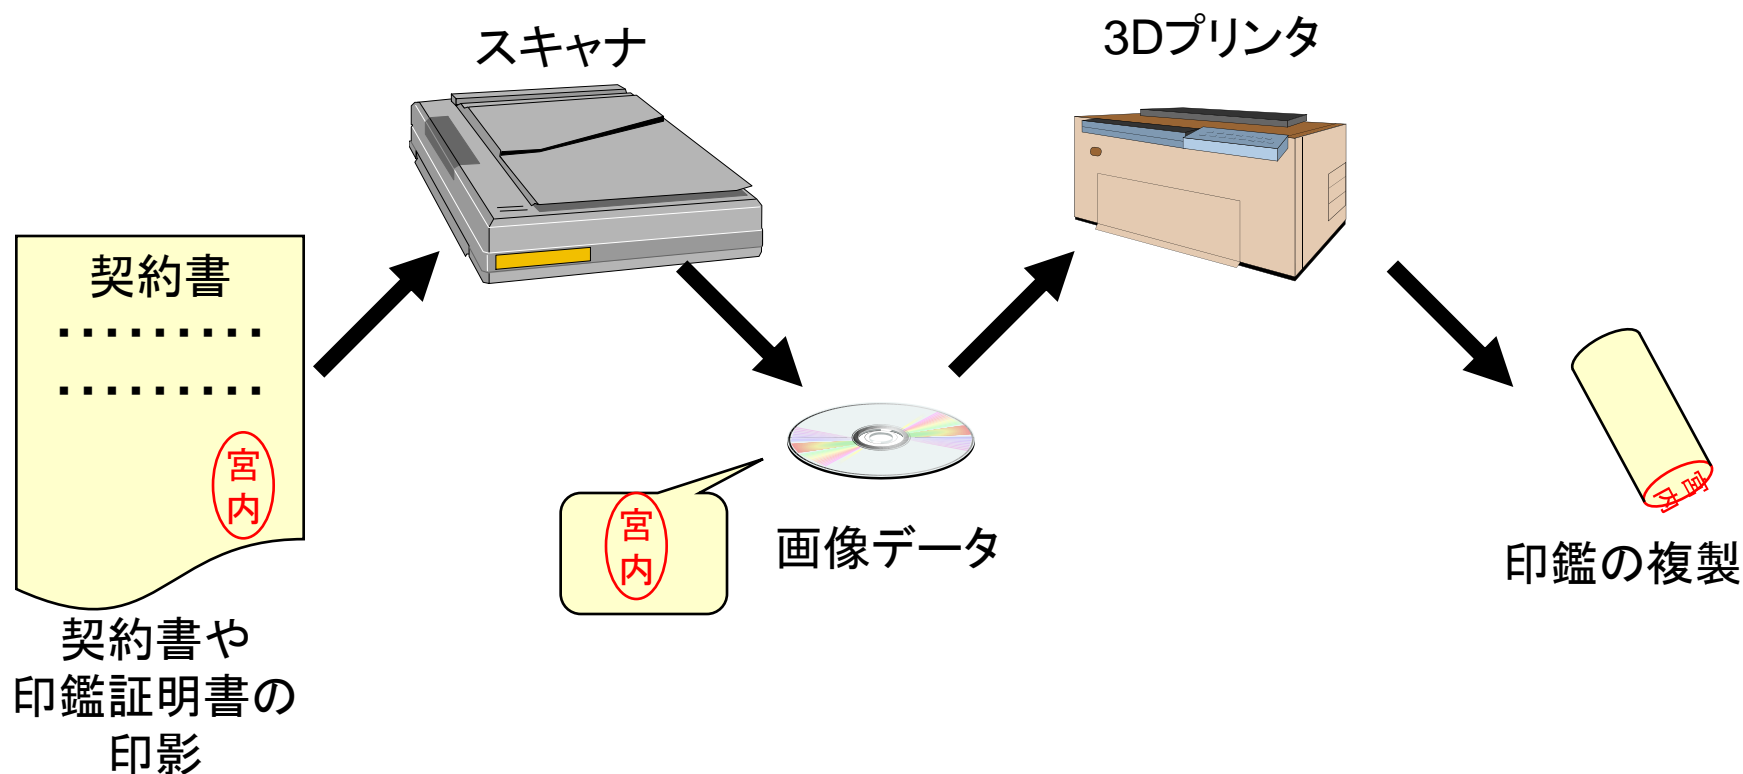 スキャナ
3Dプリンタ
契約書
・・・・・・・・・
・・・・・・・・・
宮
内
契約書や
印鑑証明書の
印影
宮
内
画像データ
宮
内
印鑑の複製